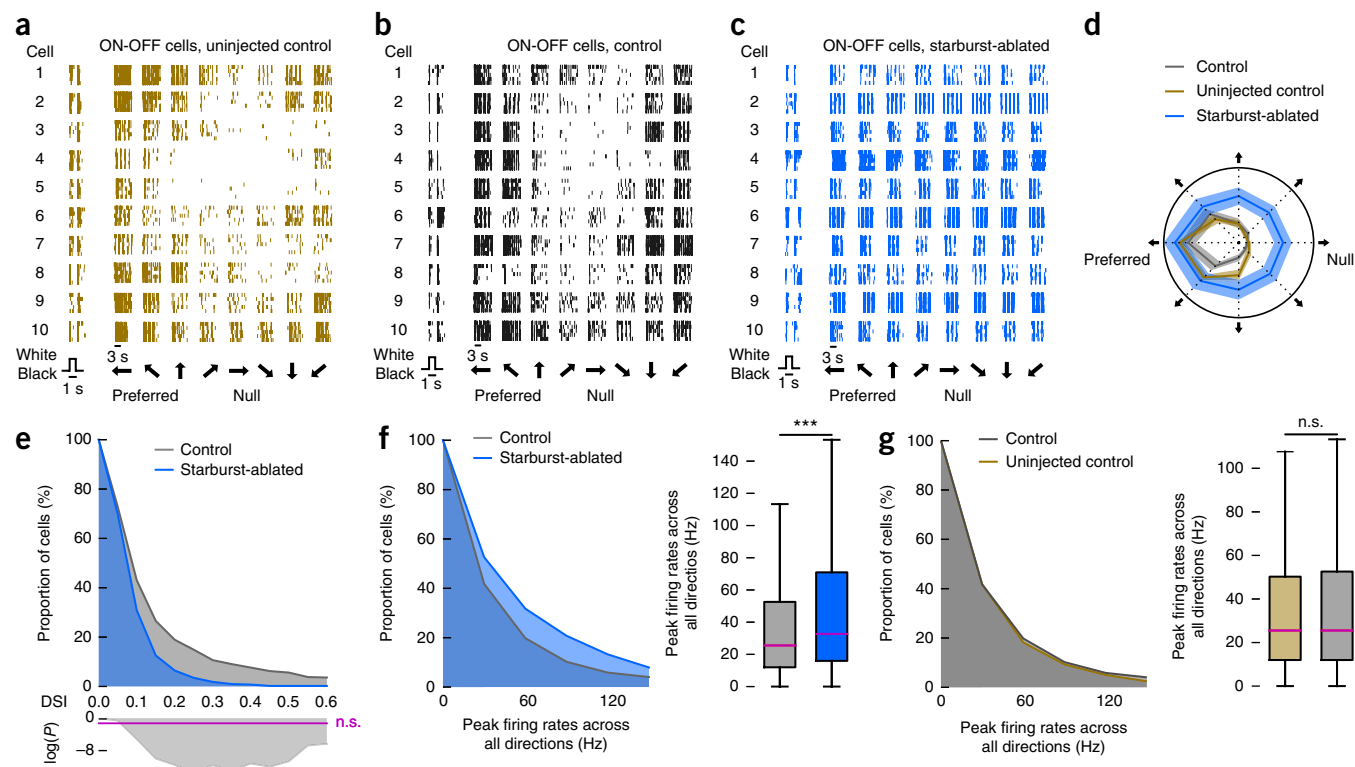 a
ON-OFF cells, uninjected control
Cell
1
2
3
4
5
6
7
8
9
10
3 s
White
Black
1 s
Preferred
Null
b
ON-OFF cells, control
Cell
1
2
3
4
5
6
7
8
9
10
3 s
White
Black
1 s
Preferred
Null
c
ON-OFF cells, starburst-ablated
Cell
1
2
3
4
5
6
7
8
9
10
3 s
White
Black
1 s
Preferred
Null
d
Control
Uninjected control
Starburst-ablated
Preferred
Null
e
Control
Starburst-ablated
Proportion of cells (%)
100
80
60
40
20
0
DSI
0.0
0.1
0.2
0.3
0.4
0.5
0.6
log(P)
0
−8
n.s.
f
Control
Starburst-ablated
Proportion of cells (%)
100
80
60
40
20
0
0
60
120
Peak firing rates across
all directions (Hz)
***
Peak firing rates across
all directions (Hz)
140
120
100
80
60
40
20
0
g
Control
Uninjected control
Proportion of cells (%)
100
80
60
40
20
0
0
60
120
Peak firing rates across
all directions (Hz)
n.s.
Peak firing rates across
all directions (Hz)
100
80
60
40
20
0